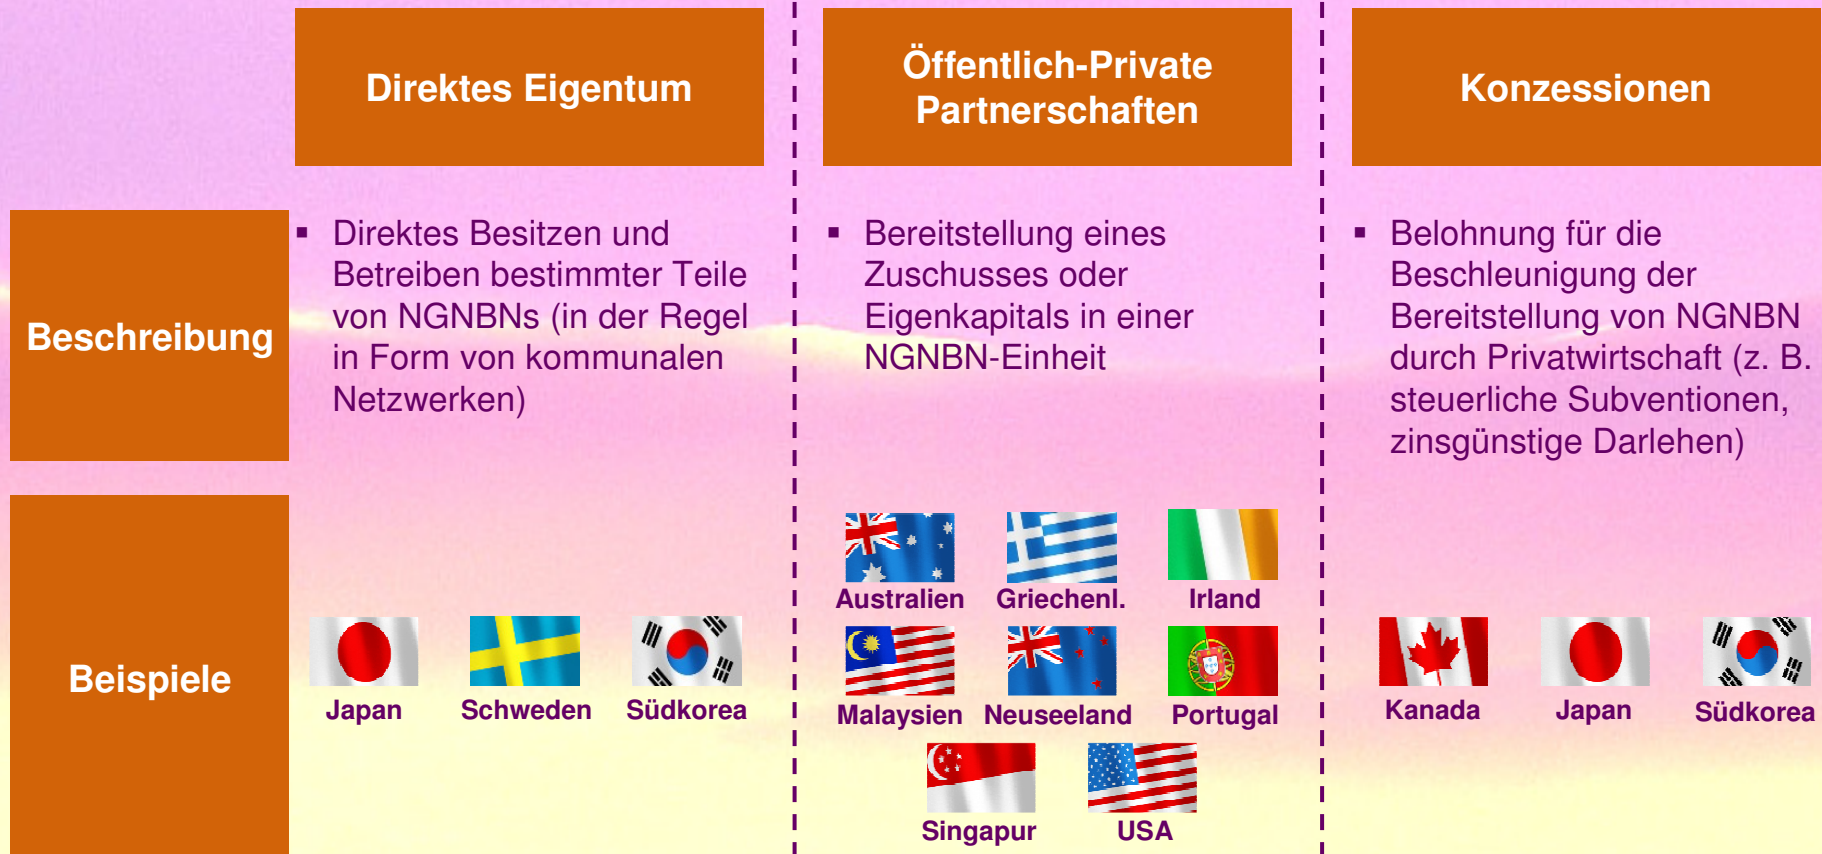 Direktes Eigentum
Öffentlich-Private
Partnerschaften
Konzessionen
Beschreibung
▪ Direktes Besitzen und
Betreiben bestimmter Teile
von NGNBNs (in der Regel
in Form von kommunalen
Netzwerken)
▪ Bereitstellung eines
Zuschusses oder
Eigenkapitals in einer
NGNBN-Einheit
▪ Belohnung für die
Beschleunigung der
Bereitstellung von NGNBN
durch Privatwirtschaft (z. B.
steuerliche Subventionen,
zinsgünstige Darlehen)
Beispiele
Japan
Schweden
Südkorea
Australien
Griechenl.
Irland
Malaysien
Neuseeland
Portugal
Singapur
USA
Kanada
Japan
Südkorea